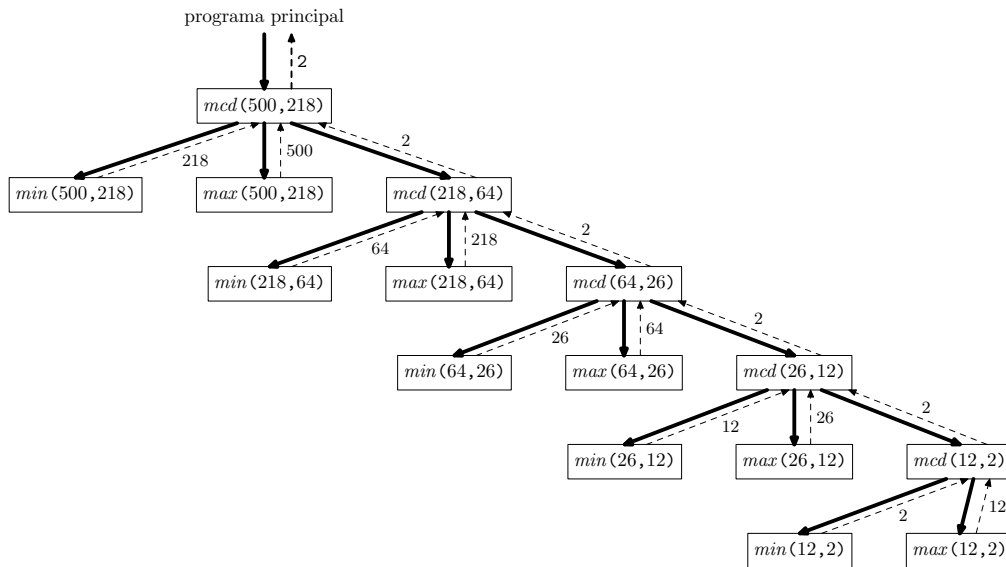 programa principal
2
mcd(500,218)
218
500
2
min(500,218)
max(500,218)
mcd(218,64)
64
218
2
min(218,64)
max(218,64)
mcd(64,26)
26
64
2
min(64,26)
max(64,26)
mcd(26,12)
12
26
2
min(26,12)
max(26,12)
mcd(12,2)
2
12
min(12,2)
max(12,2)